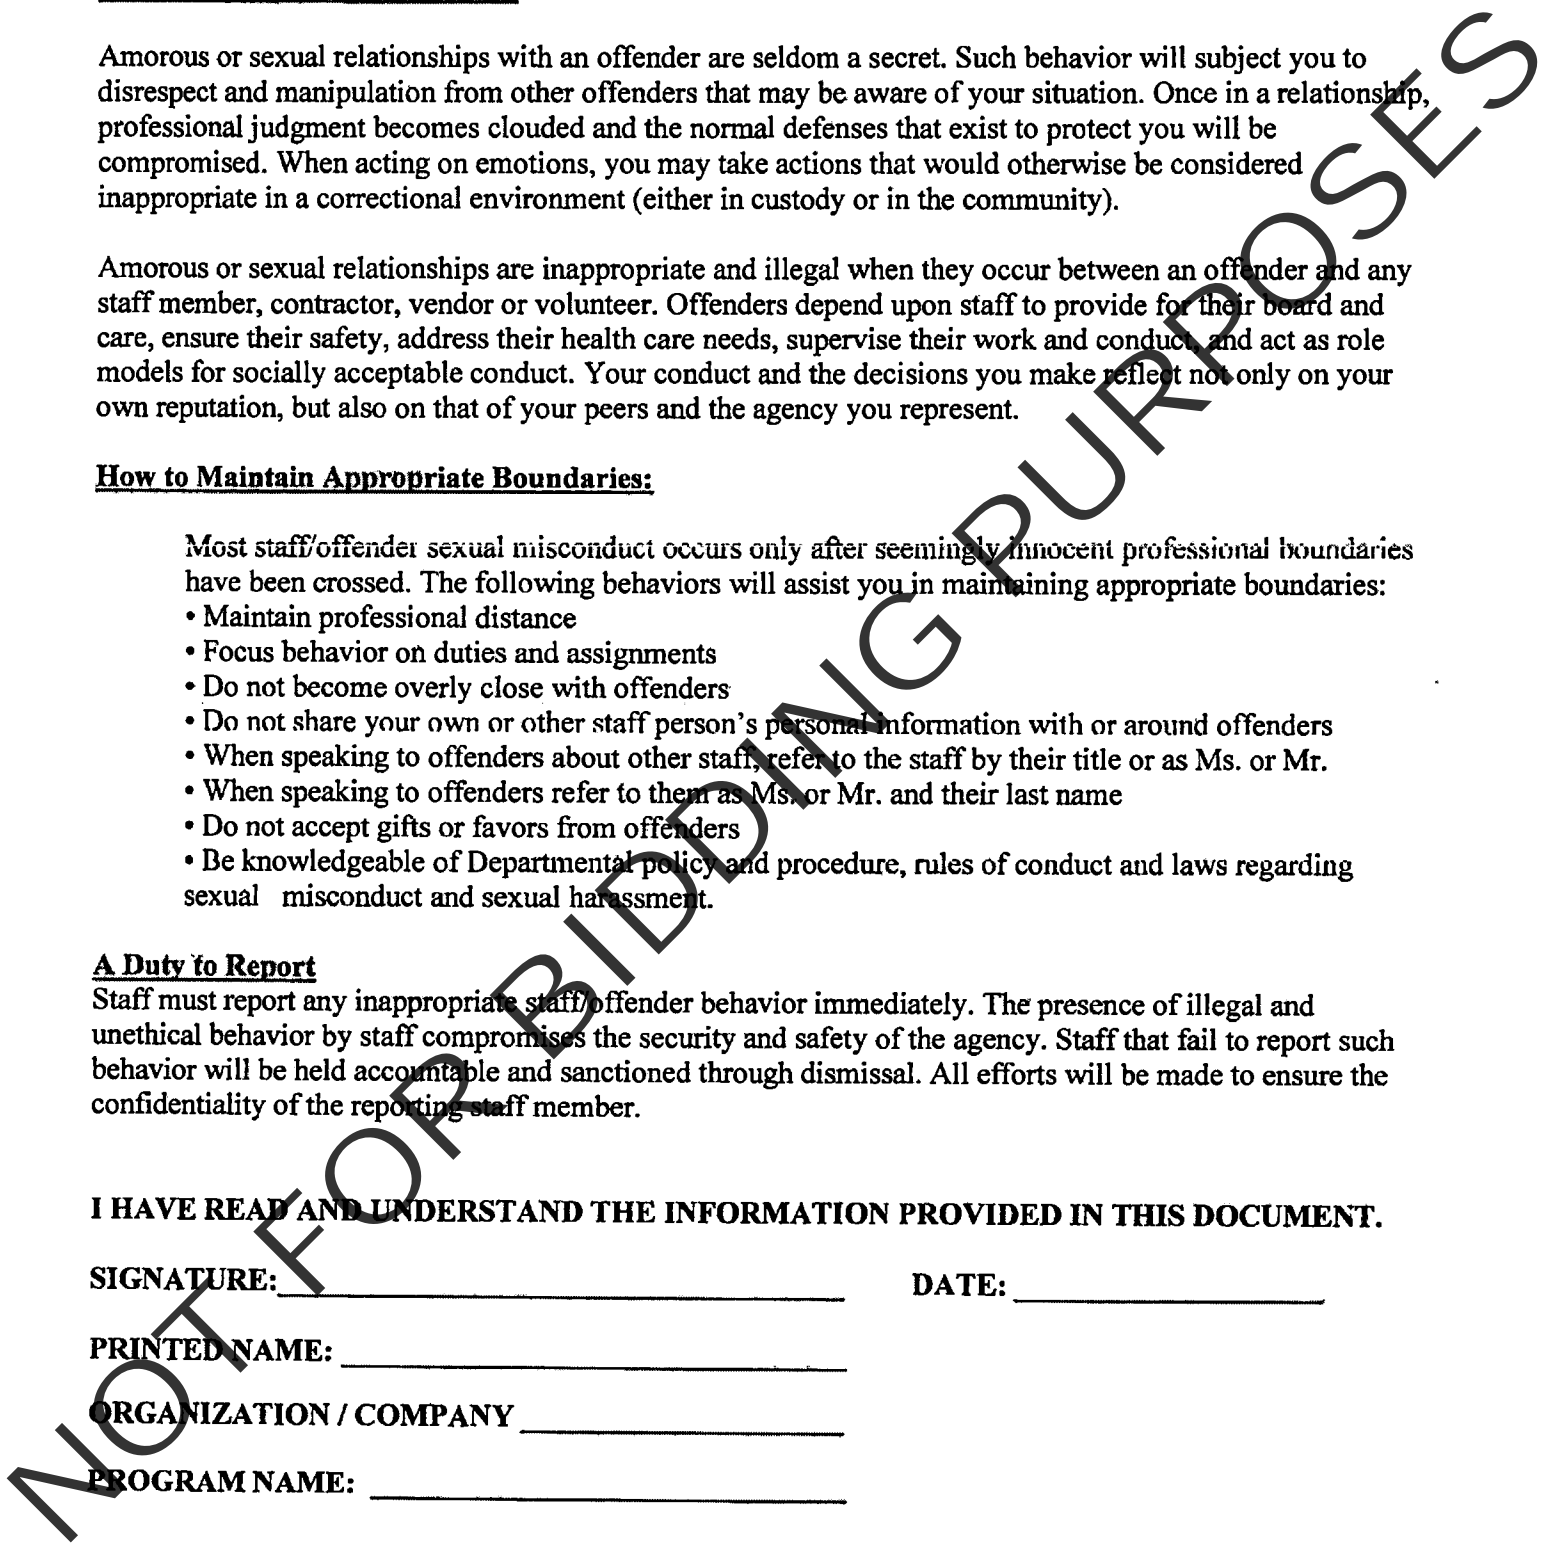 Amorous or sexual relationships with an offender are seldom a secret. Such behavior will subject you to
disrespect and manipulation from other offenders that may be aware of your situation. Once in a relationship,
professional judgment becomes clouded and the normal defenses that exist to protect you will be
compromised. When acting on emotions, you may take actions that would otherwise be considered
inappropriate in a correctional environment (either in custody or in the community).
Amorous or sexual relationships are inappropriate and illegal when they occur between an offender and any
staff member, contractor, vendor or volunteer. Offenders depend upon staff to provide for their board and
care, ensure their safety, address their health care needs, supervise their work and conduct, and act as role
models for socially acceptable conduct. Your conduct and the decisions you make reflect not only on your
own reputation, but also on that of your peers and the agency you represent.
How to Maintain Appropriate Boundaries:
Most staff/offender sexual misconduct occurs only after seemingly innocent professional boundaries
have been crossed. The following behaviors will assist you in maintaining appropriate boundaries:
• Maintain professional distance
• Focus behavior on duties and assignments
• Do not become overly close with offenders
• Do not share your own or other staff person's personal information with or around offenders
• When speaking to offenders about other staff, refer to the staff by their title or as Ms. or Mr.
• When speaking to offenders refer to them as Ms. or Mr. and their last name
• Do not accept gifts or favors from offenders
• Be knowledgeable of Departmental policy and procedure, rules of conduct and laws regarding
sexual misconduct and sexual harassment.
A Duty to Report
Staff must report any inappropriate staff/offender behavior immediately. The presence of illegal and
unethical behavior by staff compromises the security and safety of the agency. Staff that fail to report such
behavior will be held accountable and sanctioned through dismissal. All efforts will be made to ensure the
confidentiality of the reporting staff member.
I HAVE READ AND UNDERSTAND THE INFORMATION PROVIDED IN THIS DOCUMENT.
SIGNATURE: DATE:
PRINTED NAME:
ORGANIZATION / COMPANY
PROGRAM NAME:
NOT FOR BIDDING PURPOSES